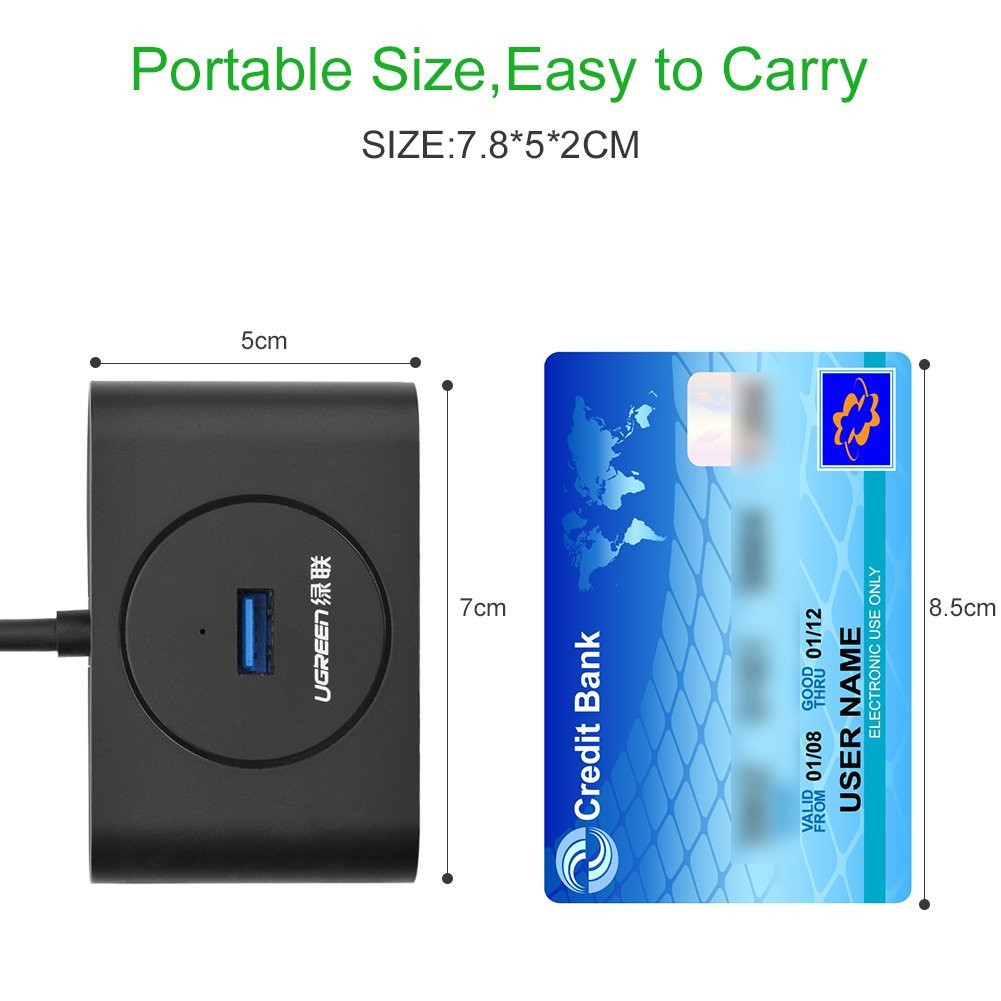 Portable Size,Easy to Carry
SIZE:7.8*5*2CM
5cm
7cm
UGREEN 绿联
8.5cm
Credit Bank
VALID FROM 01/08 GOOD THRU 01/12
USER NAME
ELECTRONIC USE ONLY